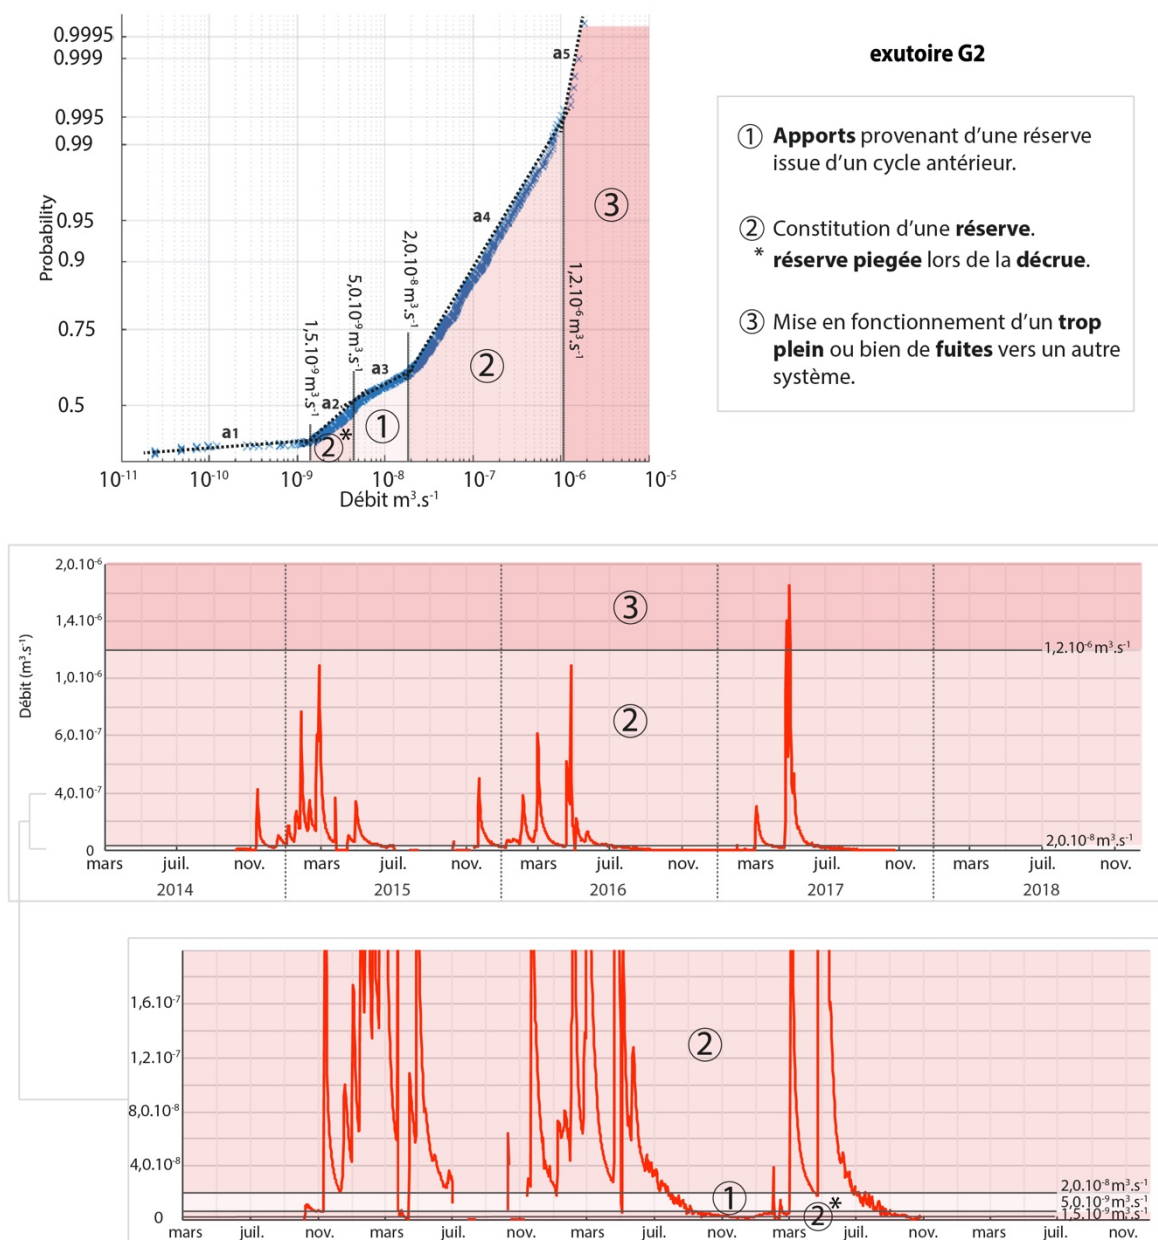 exutoire G2
① Apports provenant d'une réserve
issue d'un cycle antérieur.
② Constitution d'une réserve.
* réserve piegée lors de la décrue.
③ Mise en fonctionnement d'un trop
plein ou bien de fuites vers un autre
système.
Probability
0.9995
0.999
0.995
0.99
0.95
0.9
0.75
0.5
a1
a2
a3
a4
a5
1,5.10⁻⁹ m³.s⁻¹
5,0.10⁻⁹ m³.s⁻¹
2,0.10⁻⁸ m³.s⁻¹
1,2.10⁻⁶ m³.s⁻¹
②*
①
②
③
10⁻¹¹ 10⁻¹⁰ 10⁻⁹ 10⁻⁸ 10⁻⁷ 10⁻⁶ 10⁻⁵
Débit m³.s⁻¹
Débit (m³.s⁻¹)
2,0.10⁻⁶
1,4.10⁻⁶
1,0.10⁻⁶
6,0.10⁻⁷
4,0.10⁻⁷
0
③
1,2.10⁻⁶ m³.s⁻¹
②
2,0.10⁻⁸ m³.s⁻¹
mars juil. nov. mars juil. nov. mars juil. nov. mars juil. nov. mars juil. nov.
2014 2015 2016 2017 2018
1,6.10⁻⁷
1,2.10⁻⁷
8,0.10⁻⁸
4,0.10⁻⁸
0
②
①
②*
2,0.10⁻⁸ m³.s⁻¹
5,0.10⁻⁹ m³.s⁻¹
1,5.10⁻⁹ m³.s⁻¹
mars juil. nov. mars juil. nov. mars juil. nov. mars juil. nov. mars juil. nov.